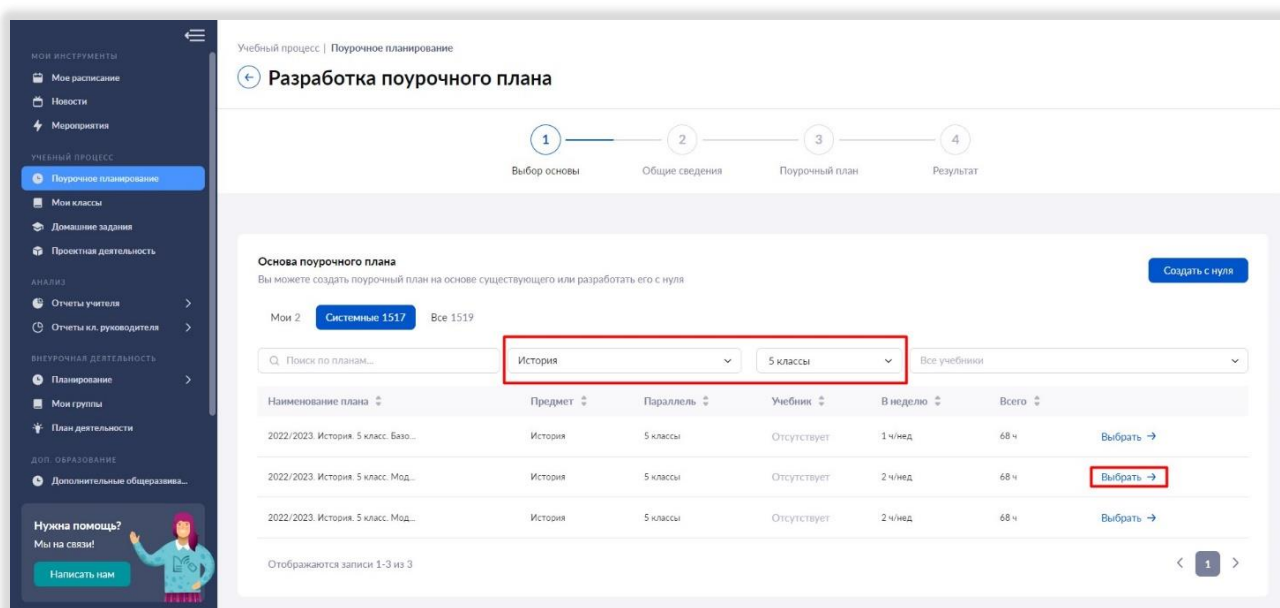 МОИ ИНСТРУМЕНТЫ
Мое расписание
Новости
Мероприятия
УЧЕБНЫЙ ПРОЦЕСС
Поурочное планирование
Мои классы
Домашние задания
Проектная деятельность
АНАЛИЗ
Отчеты учителя
Отчеты кл. руководителя
ВНЕУРОЧНАЯ ДЕЯТЕЛЬНОСТЬ
Планирование
Мои группы
План деятельности
ДОП. ОБРАЗОВАНИЕ
Дополнительные общеразвива...
Нужна помощь?
Мы на связи!
Написать нам
Учебный процесс | Поурочное планирование
Разработка поурочного плана
1 2 3 4
Выбор основы Общие сведения Поурочный план Результат
Основа поурочного плана
Вы можете создать поурочный план на основе существующего или разработать его с нуля
Создать с нуля
Мои 2 Системные 1517 Все 1519
Поиск по планам... История 5 классы Все учебники
Наименование плана Предмет Параллель Учебник В неделю Всего
2022/2023. История. 5 класс. Базо... История 5 классы Отсутствует 1 ч/нед 68 ч Выбрать →
2022/2023. История. 5 класс. Мод... История 5 классы Отсутствует 2 ч/нед 68 ч Выбрать →
2022/2023. История. 5 класс. Мод... История 5 классы Отсутствует 2 ч/нед 68 ч Выбрать →
Отображаются записи 1-3 из 3 < 1 >